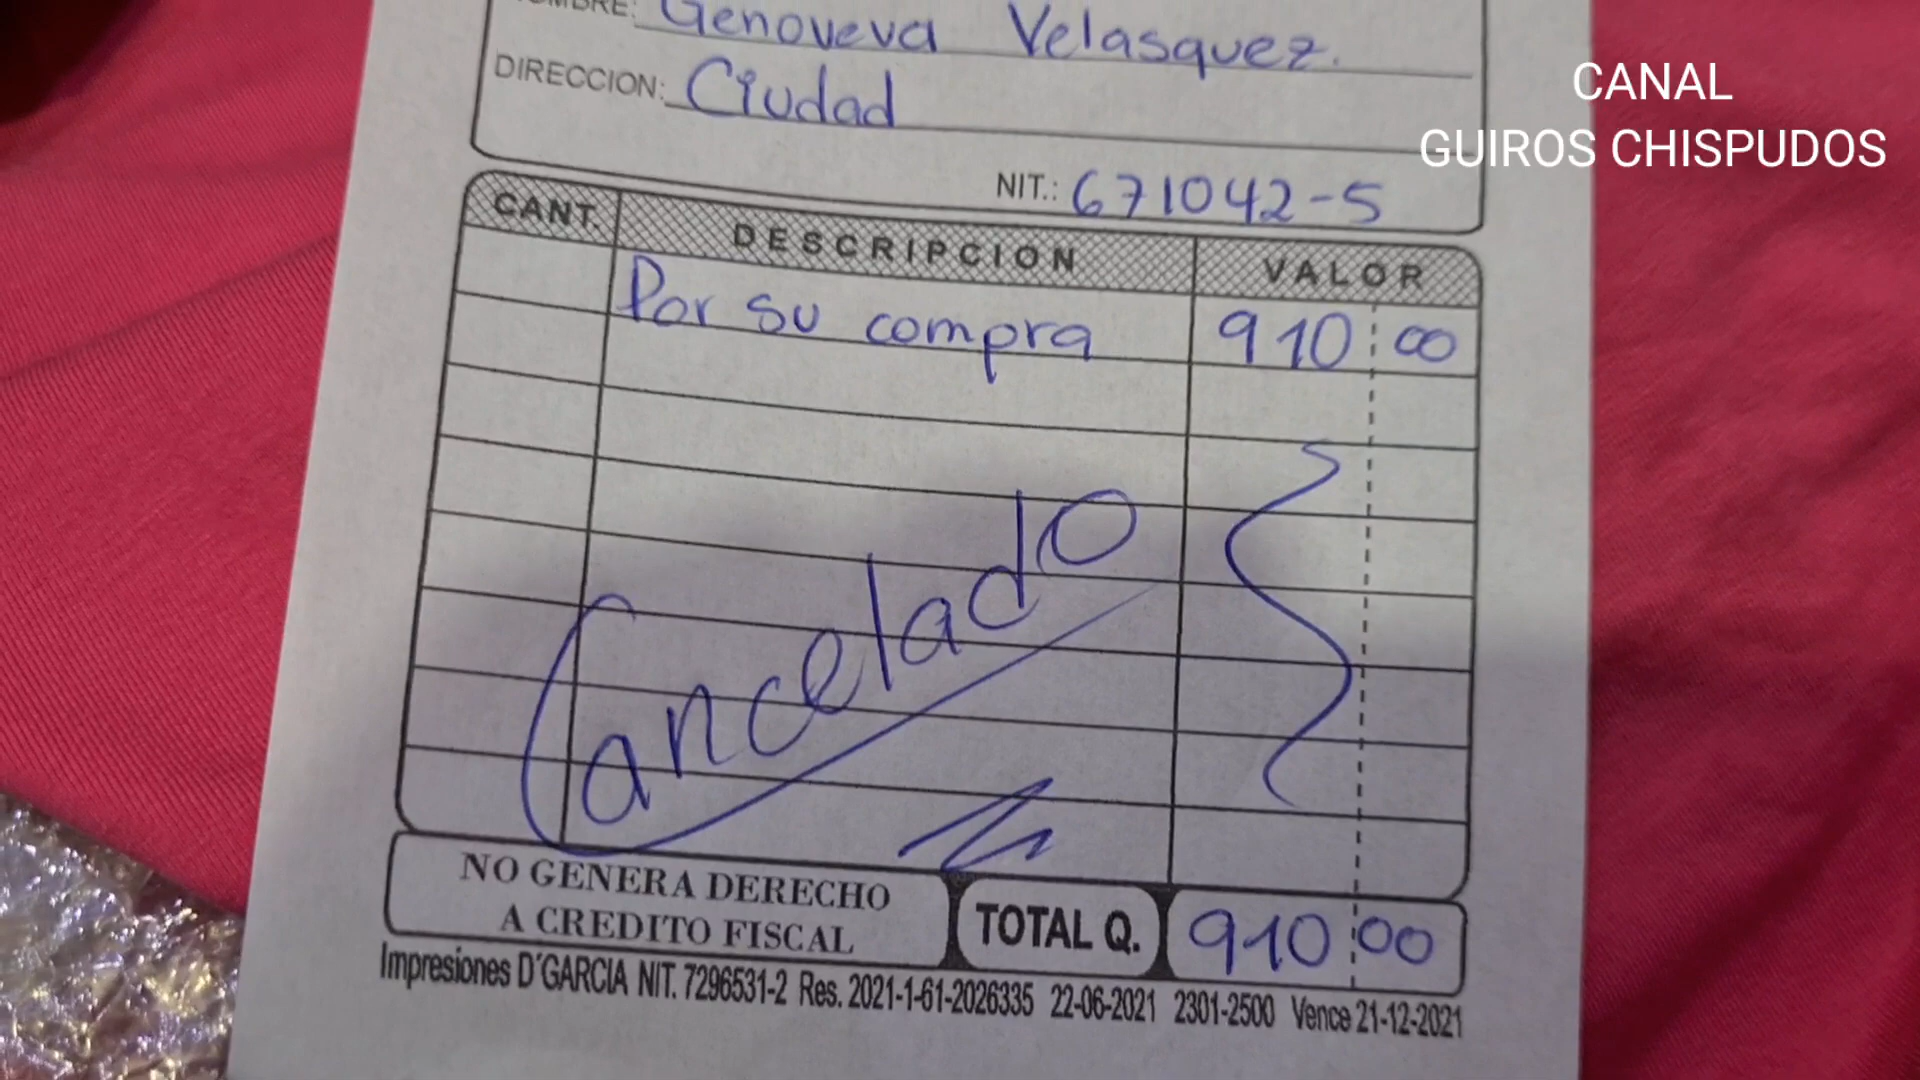 NOMBRE: Genoveva Velasquez.
DIRECCION: Ciudad
CANAL
GUIROS CHISPUDOS
NIT.: 671042-5
CANT. DESCRIPCION VALOR
Por su compra 910 00
Cancelado
NO GENERA DERECHO
A CREDITO FISCAL
TOTAL Q. 910 00
Impresiones D'GARCIA NIT. 7296531-2 Res. 2021-1-61-2026335 22-06-2021 2301-2500 Vence 21-12-2021